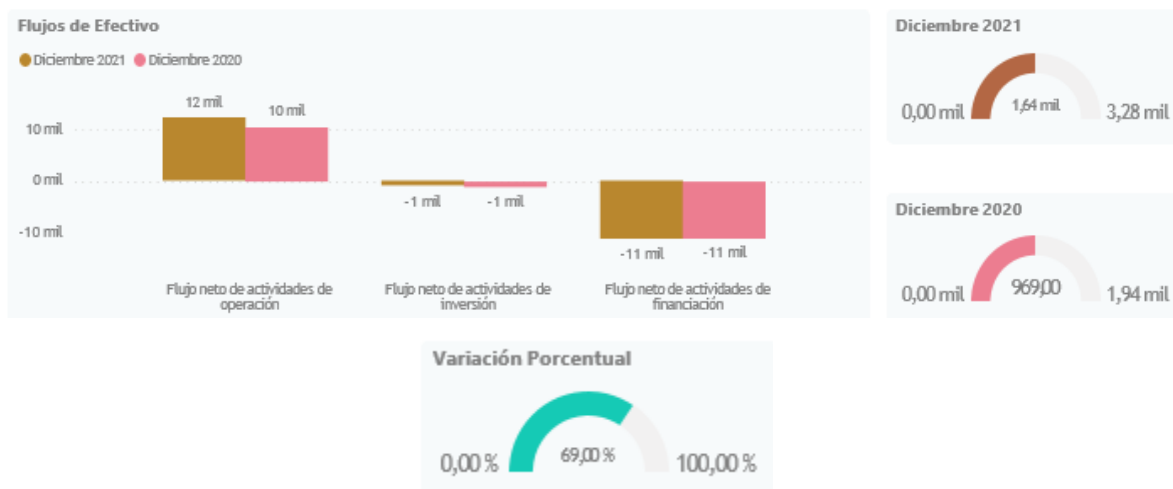 Flujos de Efectivo
Diciembre 2021 Diciembre 2020
12 mil
10 mil
10 mil
0 mil
-1 mil
-1 mil
-10 mil
-11 mil
-11 mil
Flujo neto de actividades de
operación
Flujo neto de actividades de
inversión
Flujo neto de actividades de
financiación
Diciembre 2021
0,00 mil
1,64 mil
3,28 mil
Diciembre 2020
0,00 mil
969,00
1,94 mil
Variación Porcentual
0,00 %
69,00 %
100,00 %